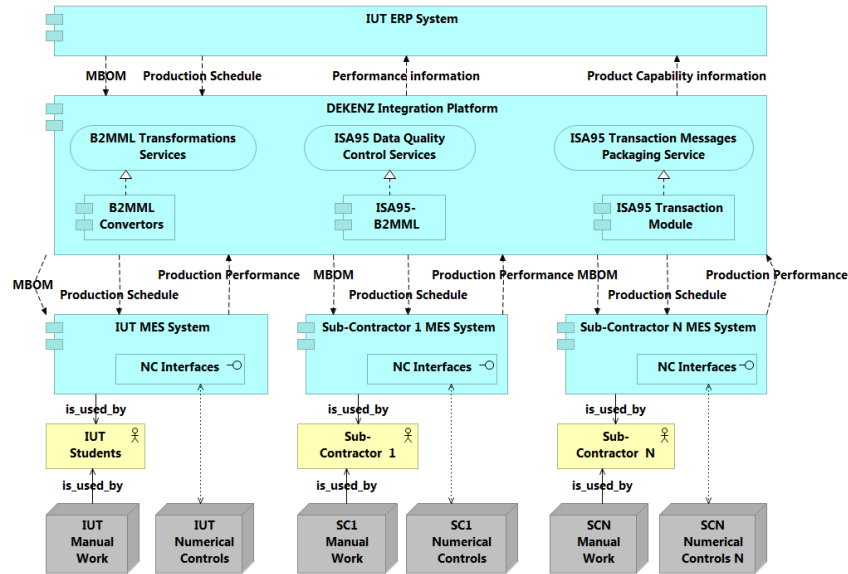 IUT ERP System
MBOM
Production Schedule
Performance information
Product Capability information
DEKENZ Integration Platform
B2MML Transformations
Services
ISA95 Data Quality
Control Services
ISA95 Transaction Messages
Packaging Service
B2MML
Convertors
ISA95-
B2MML
ISA95 Transaction
Module
MBOM
Production Schedule
Production Performance
MBOM
Production Schedule
Production Performance
MBOM
Production Schedule
Production Performance
IUT MES System
Sub-Contractor 1 MES System
Sub-Contractor N MES System
NC Interfaces
NC Interfaces
NC Interfaces
is_used_by
is_used_by
is_used_by
IUT
Students
Sub-
Contractor 1
Sub-
Contractor N
is_used_by
is_used_by
is_used_by
IUT
Manual
Work
IUT
Numerical
Controls
SC1
Manual
Work
SC1
Numerical
Controls
SCN
Manual
Work
SCN
Numerical
Controls N